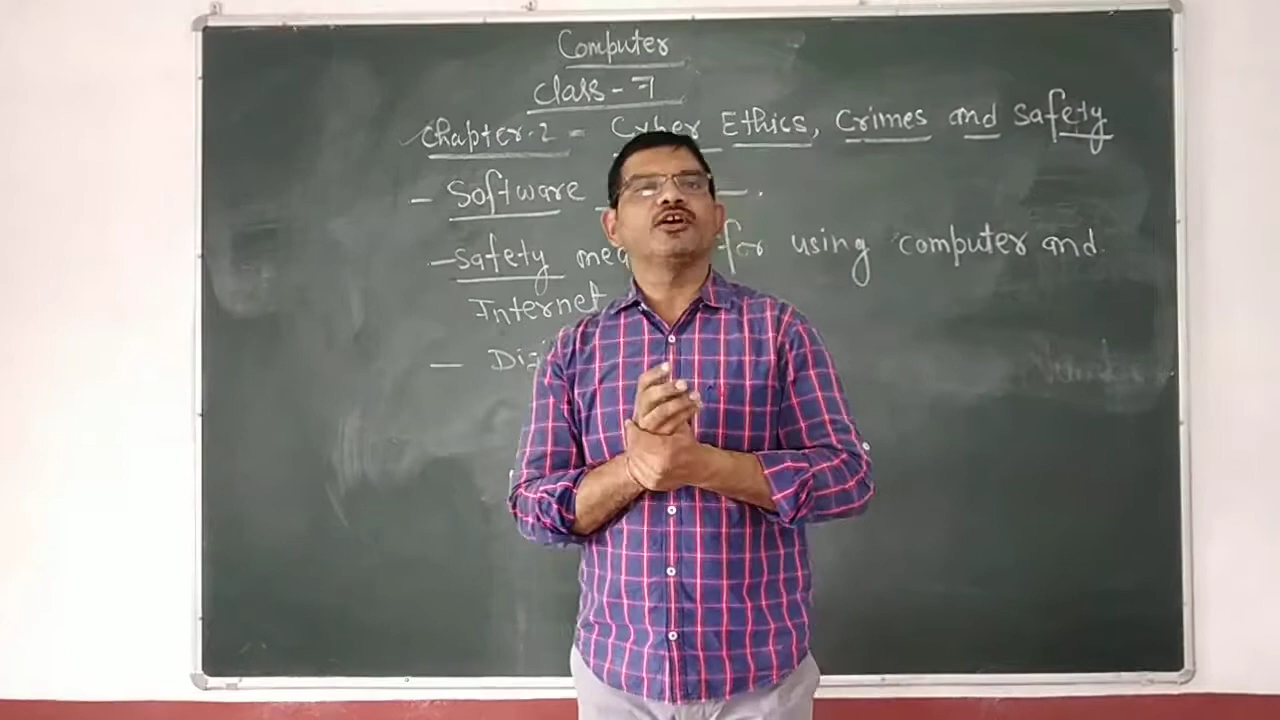 Computer
Class - 7
Chapter-2 = Cyber Ethics, Crimes and Safety
- Software
- Safety for using computer and
Internet
-